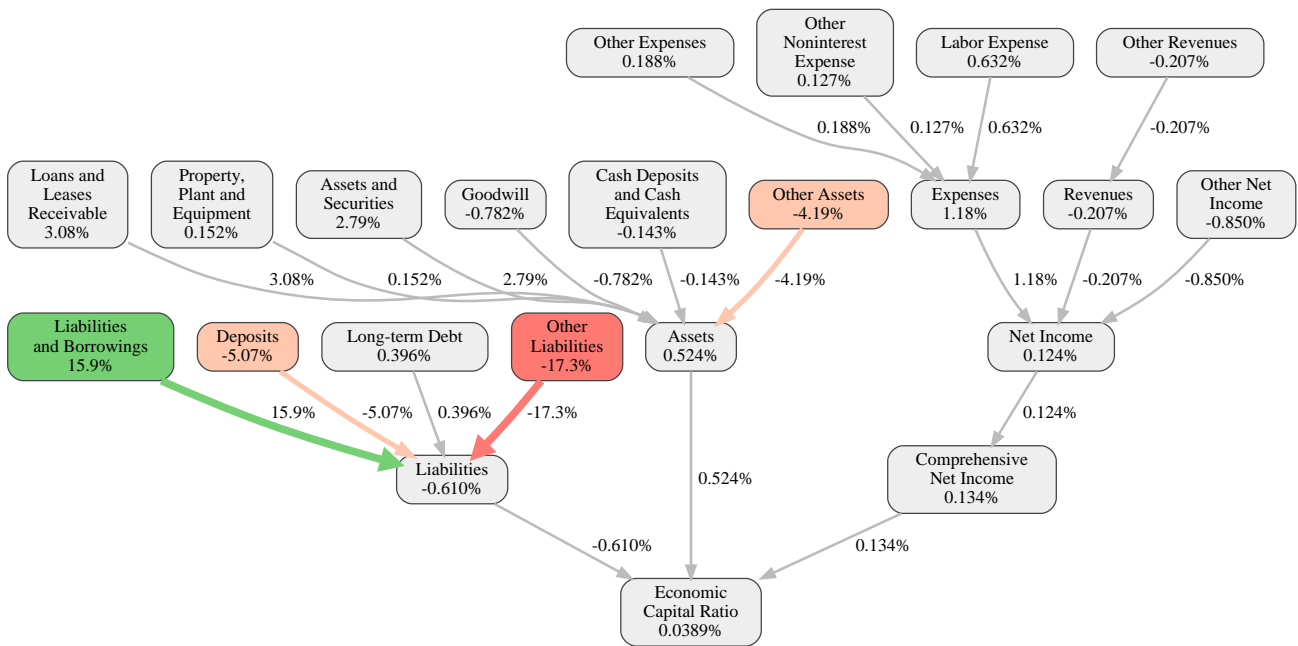 Other Expenses
0.188%
Other
Noninterest
Expense
0.127%
Labor Expense
0.632%
Other Revenues
-0.207%
0.188%
0.127%
0.632%
-0.207%
Loans and
Leases
Receivable
3.08%
Property,
Plant and
Equipment
0.152%
Assets and
Securities
2.79%
Goodwill
-0.782%
Cash Deposits
and Cash
Equivalents
-0.143%
Other Assets
-4.19%
Expenses
1.18%
Revenues
-0.207%
Other Net
Income
-0.850%
3.08%
0.152%
2.79%
-0.782%
-0.143%
-4.19%
1.18%
-0.207%
-0.850%
Liabilities
and Borrowings
15.9%
Deposits
-5.07%
Long-term Debt
0.396%
Other
Liabilities
-17.3%
Assets
0.524%
Net Income
0.124%
15.9%
-5.07%
0.396%
-17.3%
0.124%
Liabilities
-0.610%
0.524%
Comprehensive
Net Income
0.134%
-0.610%
0.134%
Economic
Capital Ratio
0.0389%